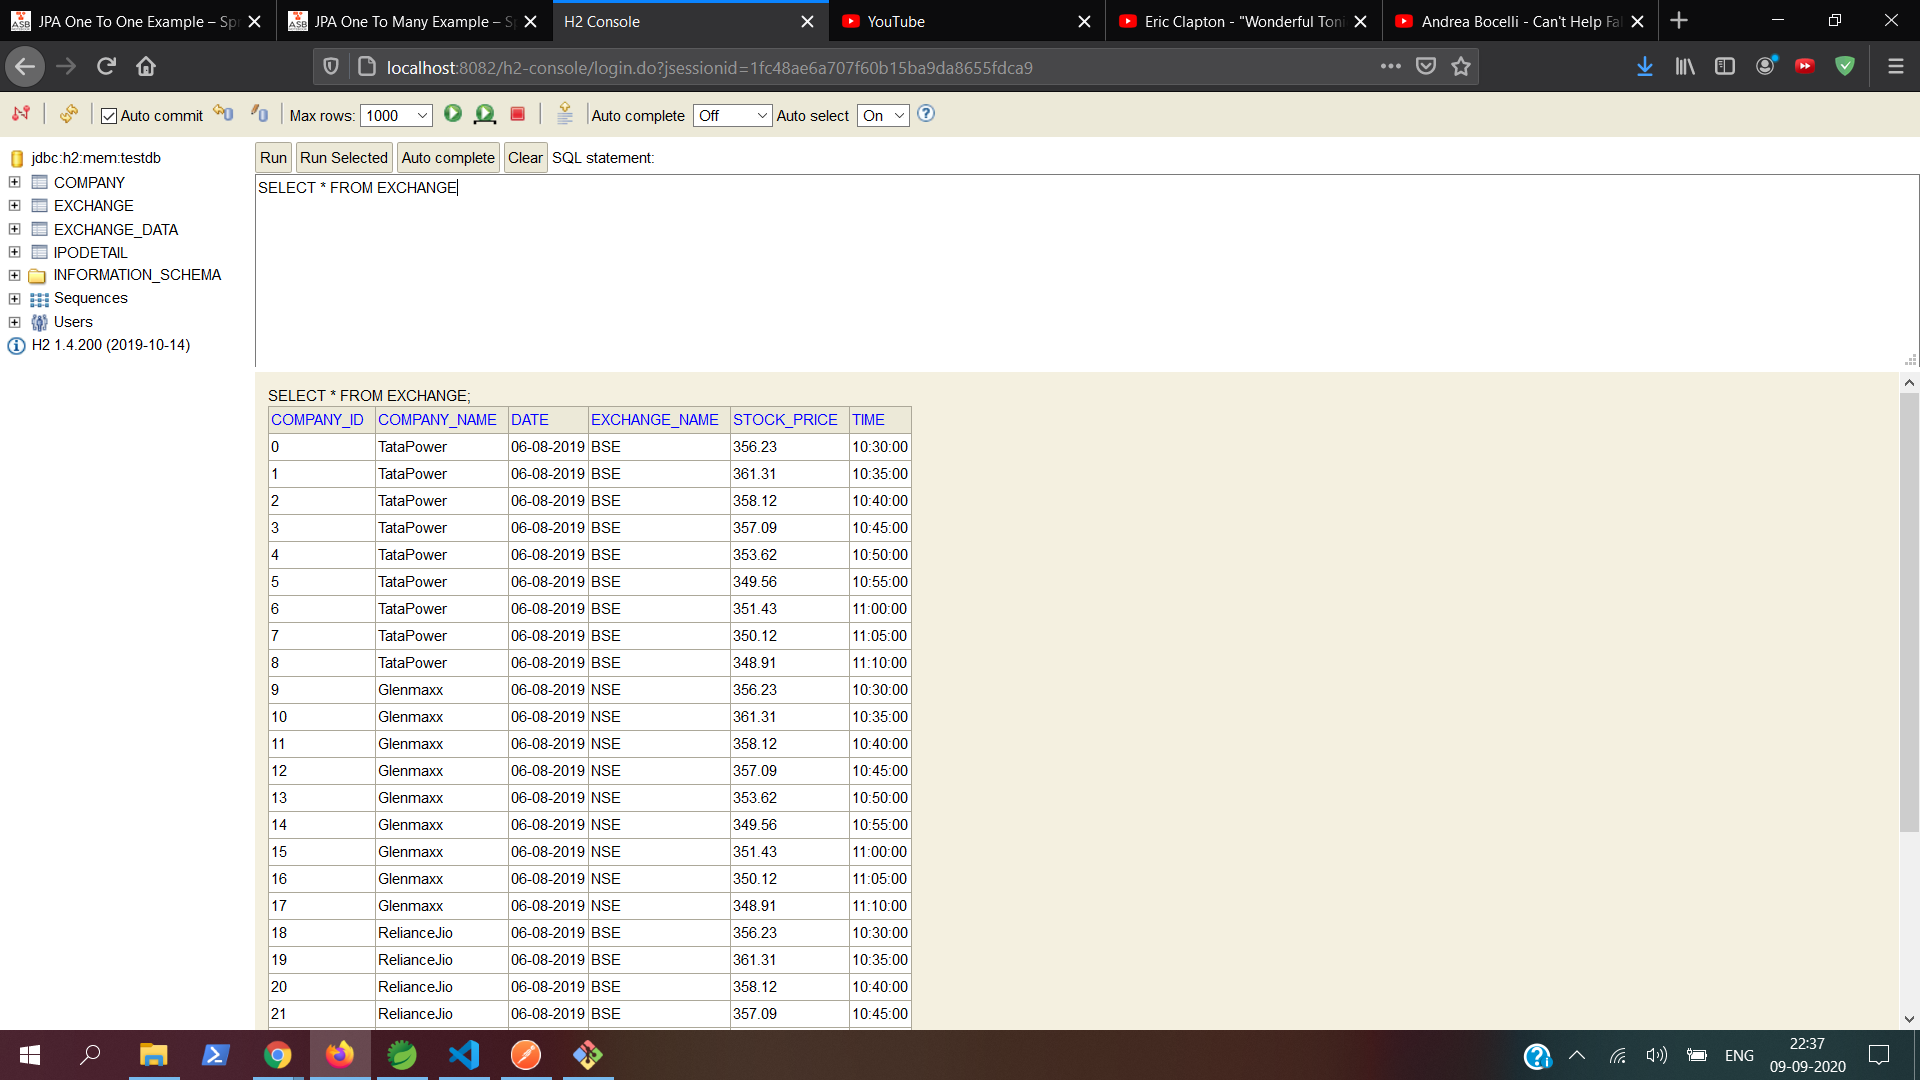 JPA One To One Example – Spr
JPA One To Many Example – Sp
H2 Console
YouTube
Eric Clapton - "Wonderful Toni
Andrea Bocelli - Can't Help Fal
localhost:8082/h2-console/login.do?jsessionid=1fc48ae6a707f60b15ba9da8655fdca9
Auto commit
Max rows: 1000
Auto complete Off
Auto select On
jdbc:h2:mem:testdb
COMPANY
EXCHANGE
EXCHANGE_DATA
IPODETAIL
INFORMATION_SCHEMA
Sequences
Users
H2 1.4.200 (2019-10-14)
Run Run Selected Auto complete Clear SQL statement:
SELECT * FROM EXCHANGE
SELECT * FROM EXCHANGE;
COMPANY_ID COMPANY_NAME DATE EXCHANGE_NAME STOCK_PRICE TIME
0 TataPower 06-08-2019 BSE 356.23 10:30:00
1 TataPower 06-08-2019 BSE 361.31 10:35:00
2 TataPower 06-08-2019 BSE 358.12 10:40:00
3 TataPower 06-08-2019 BSE 357.09 10:45:00
4 TataPower 06-08-2019 BSE 353.62 10:50:00
5 TataPower 06-08-2019 BSE 349.56 10:55:00
6 TataPower 06-08-2019 BSE 351.43 11:00:00
7 TataPower 06-08-2019 BSE 350.12 11:05:00
8 TataPower 06-08-2019 BSE 348.91 11:10:00
9 Glenmaxx 06-08-2019 NSE 356.23 10:30:00
10 Glenmaxx 06-08-2019 NSE 361.31 10:35:00
11 Glenmaxx 06-08-2019 NSE 358.12 10:40:00
12 Glenmaxx 06-08-2019 NSE 357.09 10:45:00
13 Glenmaxx 06-08-2019 NSE 353.62 10:50:00
14 Glenmaxx 06-08-2019 NSE 349.56 10:55:00
15 Glenmaxx 06-08-2019 NSE 351.43 11:00:00
16 Glenmaxx 06-08-2019 NSE 350.12 11:05:00
17 Glenmaxx 06-08-2019 NSE 348.91 11:10:00
18 RelianceJio 06-08-2019 BSE 356.23 10:30:00
19 RelianceJio 06-08-2019 BSE 361.31 10:35:00
20 RelianceJio 06-08-2019 BSE 358.12 10:40:00
21 RelianceJio 06-08-2019 BSE 357.09 10:45:00
ENG
22:37
09-09-2020